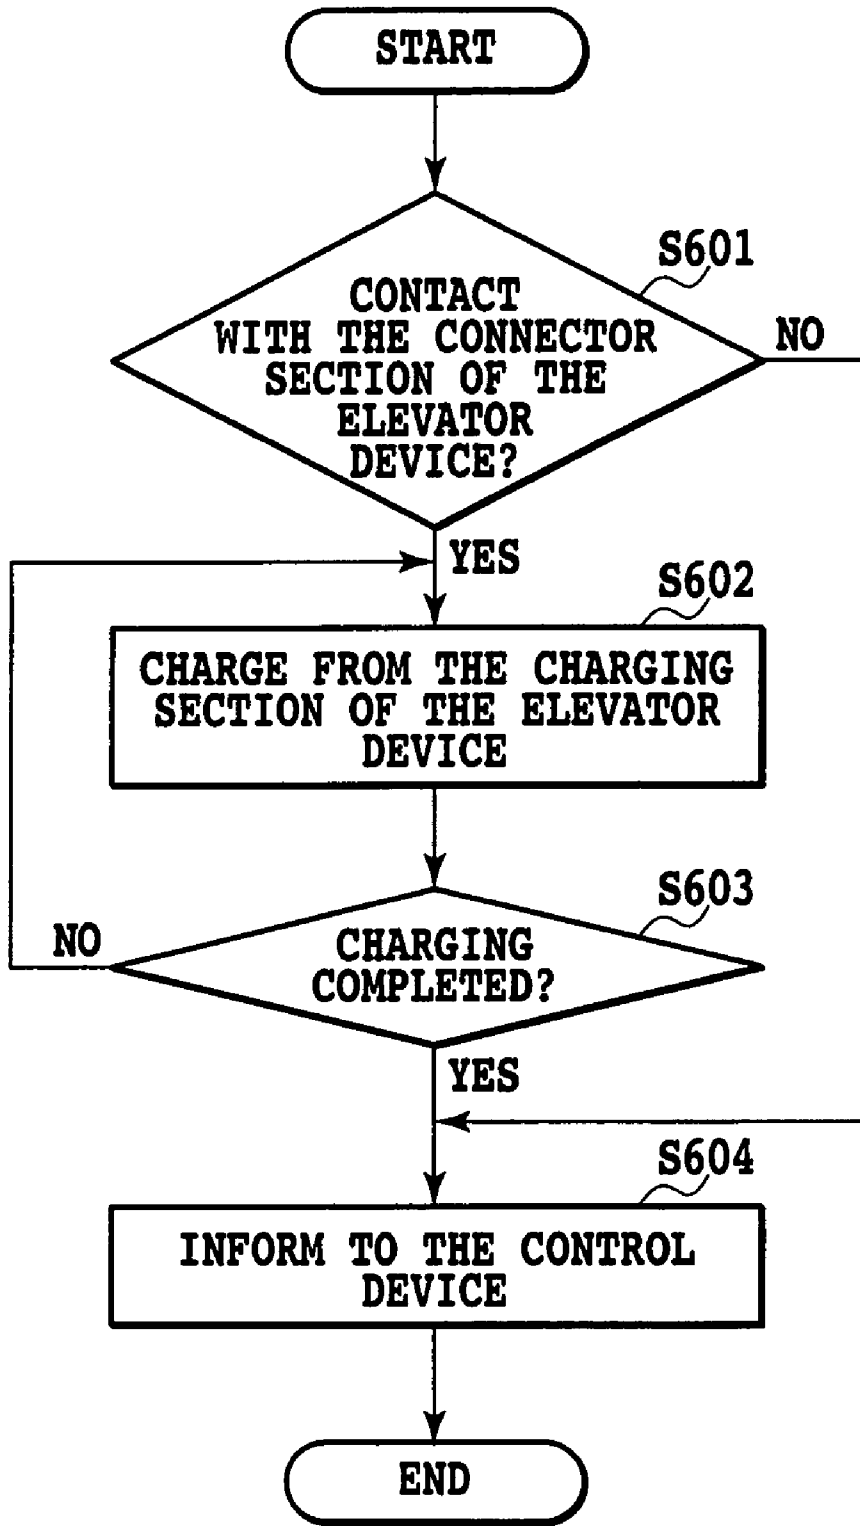 START
S601
CONTACT
WITH THE CONNECTOR
SECTION OF THE
ELEVATOR
DEVICE?
NO
YES
S602
CHARGE FROM THE CHARGING
SECTION OF THE ELEVATOR
DEVICE
S603
NO
CHARGING
COMPLETED?
YES
S604
INFORM TO THE CONTROL
DEVICE
END